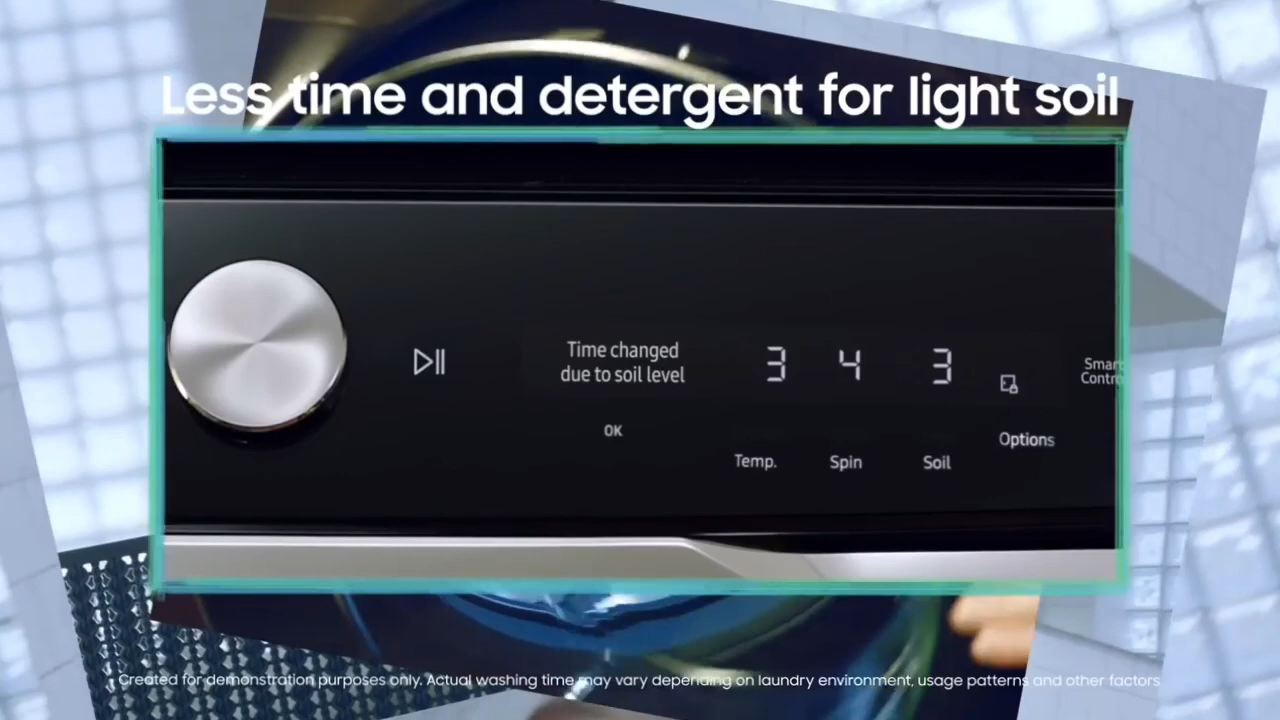 Less time and detergent for light soil
Time changed
due to soil level
OK
3 4 3
Temp. Spin Soil
Options
Smart
Control
Created for demonstration purposes only. Actual washing time may vary depending on laundry environment, usage patterns and other factors